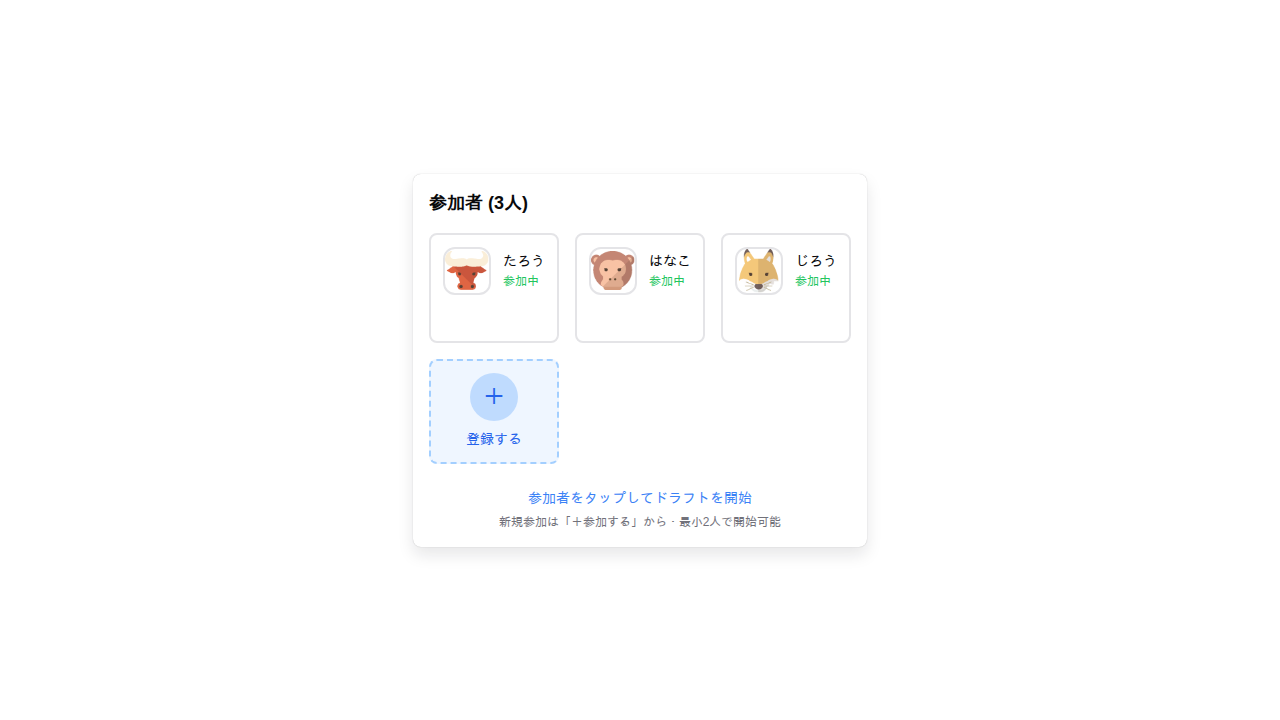 参加者 (3人)
たろう
参加中
はなこ
参加中
じろう
参加中
+
登録する
参加者をタップしてドラフトを開始
新規参加は「＋参加する」から・最小2人で開始可能